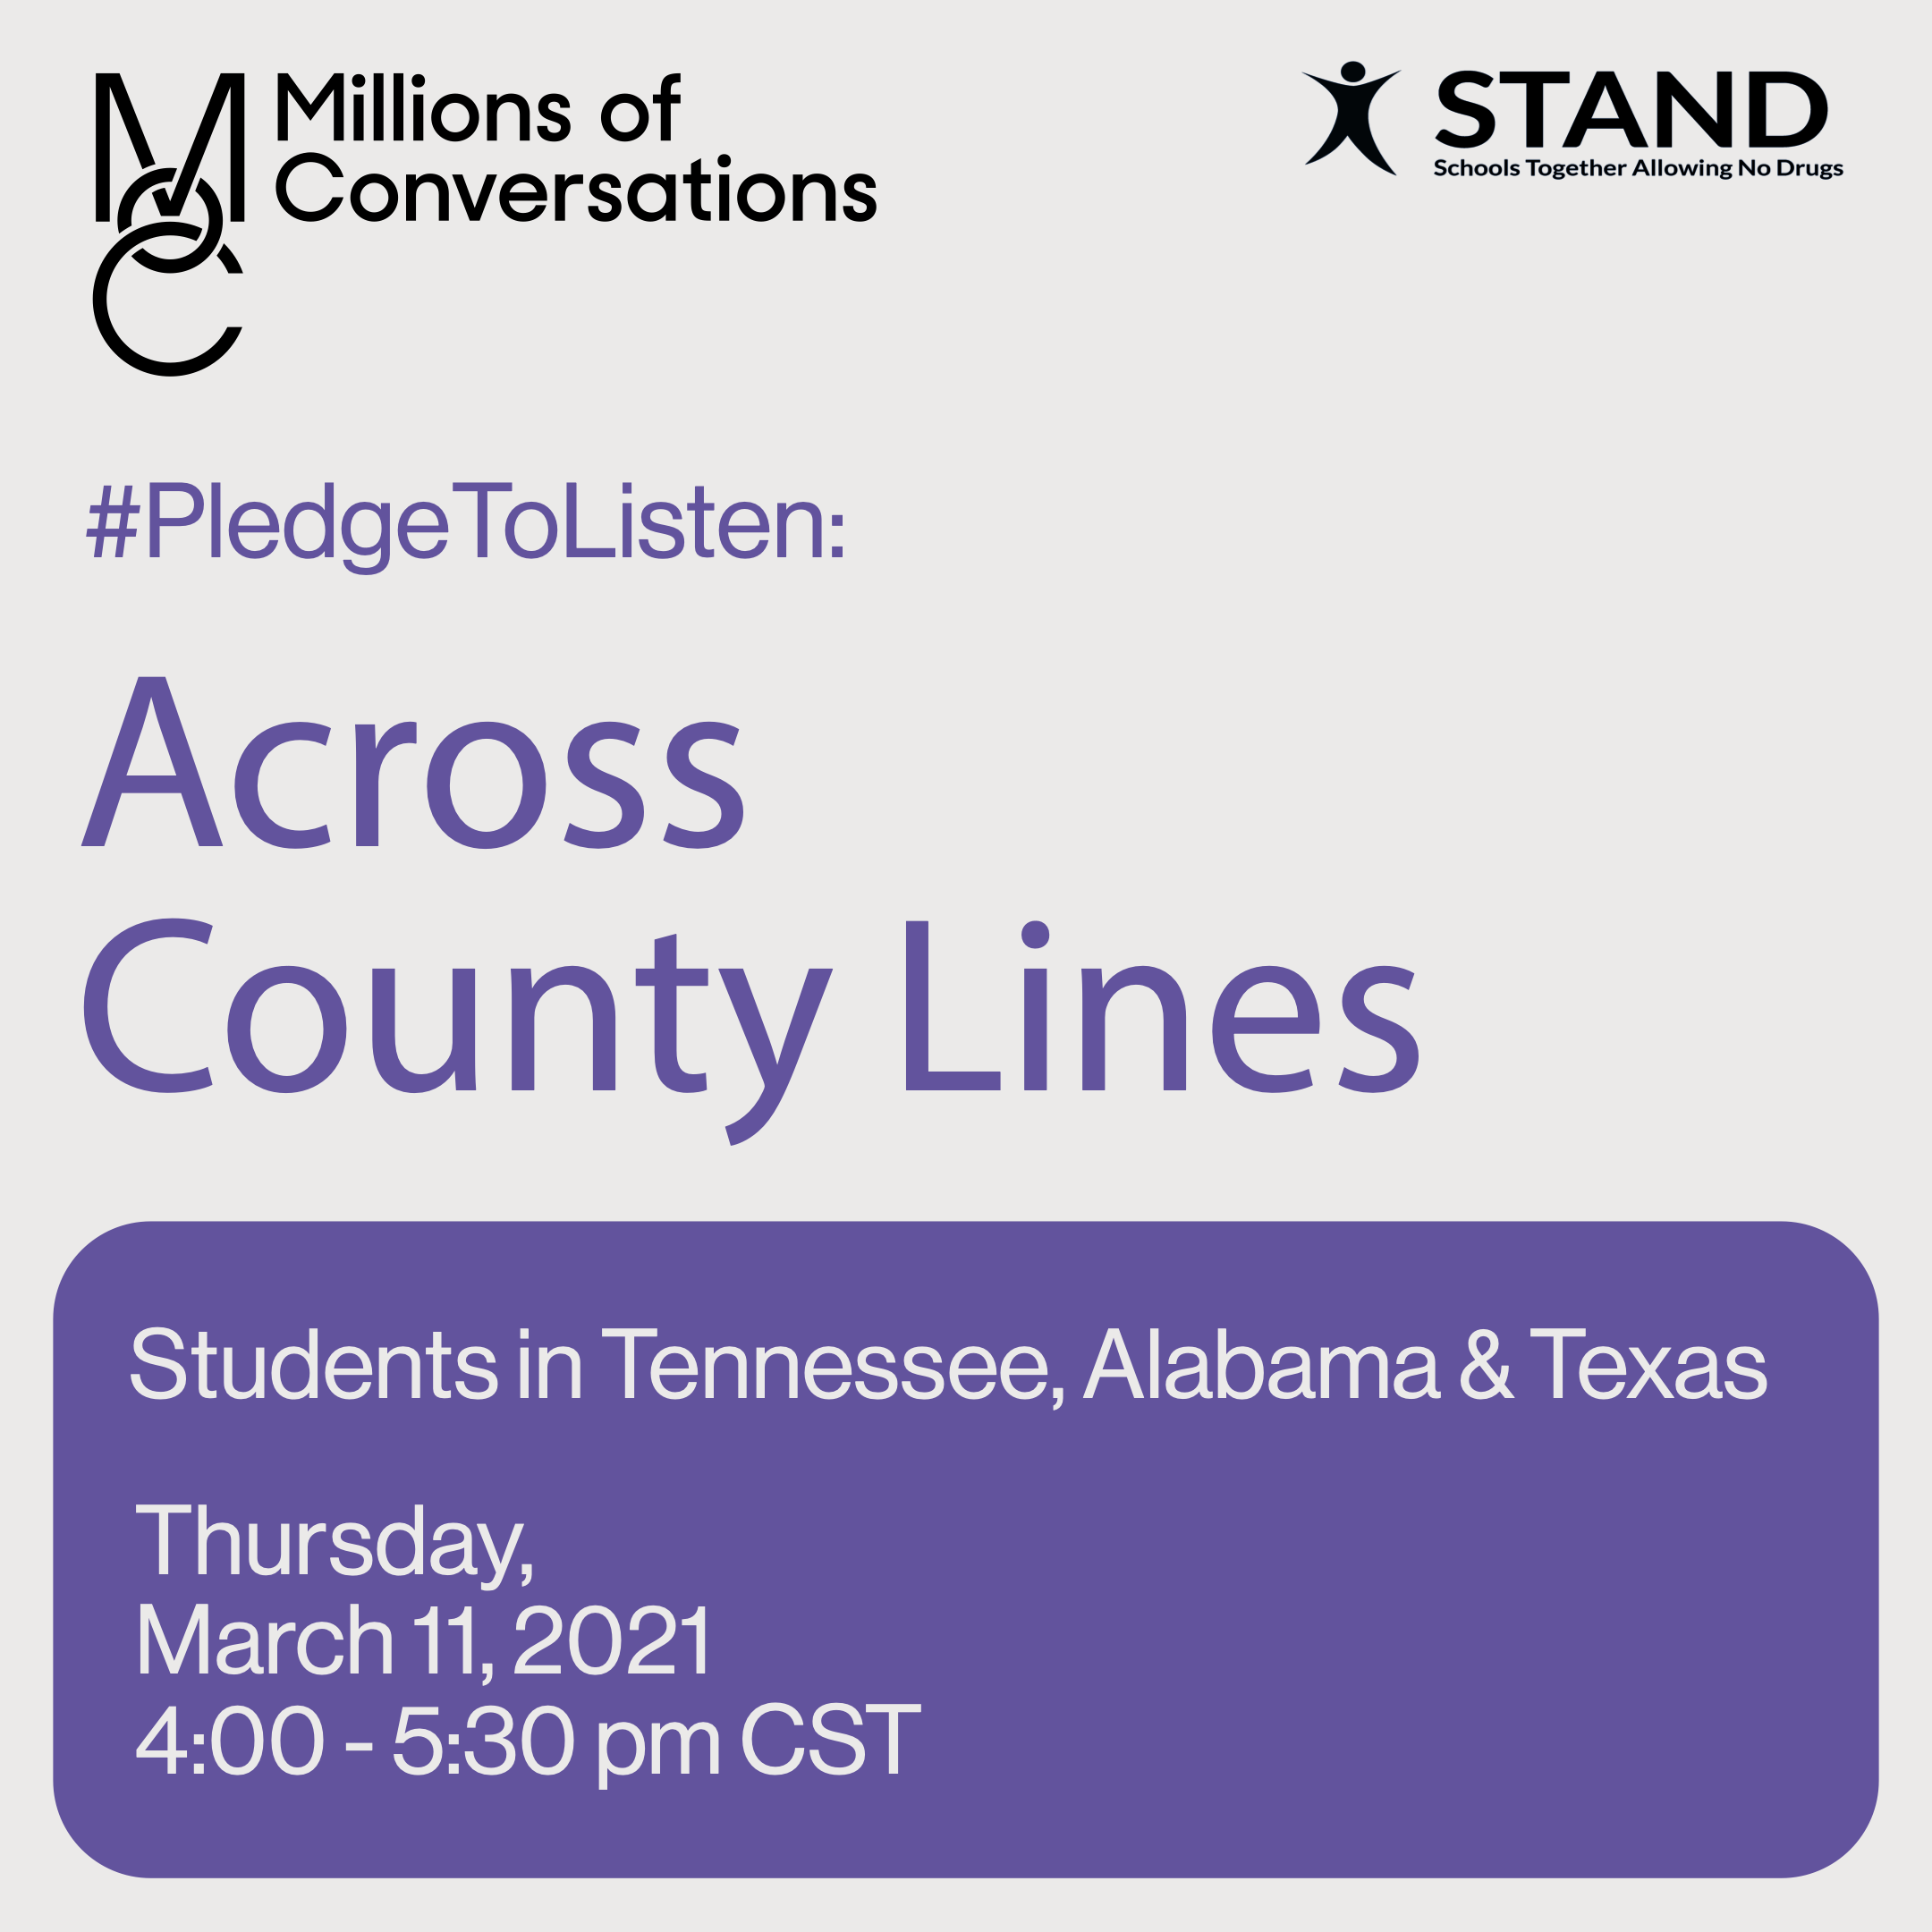 Millions of
Conversations
STAND
Schools Together Allowing No Drugs
#PledgeToListen:
Across
County Lines
Students in Tennessee, Alabama & Texas
Thursday,
March 11, 2021
4:00 - 5:30 pm CST